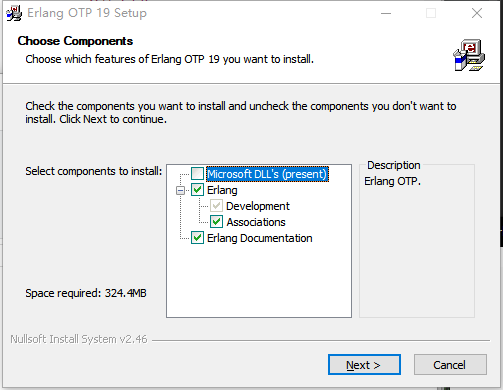 Erlang OTP 19 Setup
Choose Components
Choose which features of Erlang OTP 19 you want to install.
Check the components you want to install and uncheck the components you don't want to
install. Click Next to continue.
Select components to install:
Microsoft DLL's (present)
Erlang
Development
Associations
Erlang Documentation
Description
Erlang OTP.
Space required: 324.4MB
Nullsoft Install System v2.46
Next >
Cancel